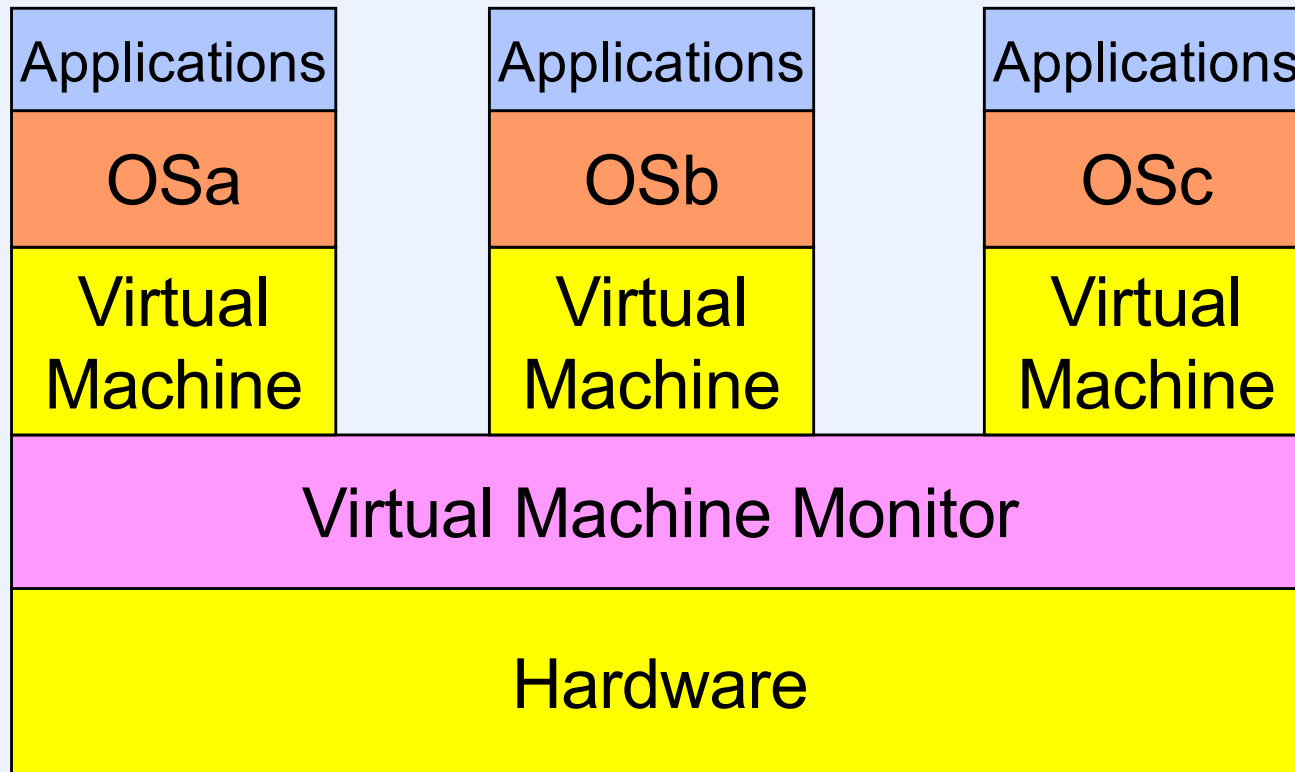 Applications
Applications
Applications
OSa
OSb
OSc
Virtual
Machine
Virtual
Machine
Virtual
Machine
Virtual Machine Monitor
Hardware